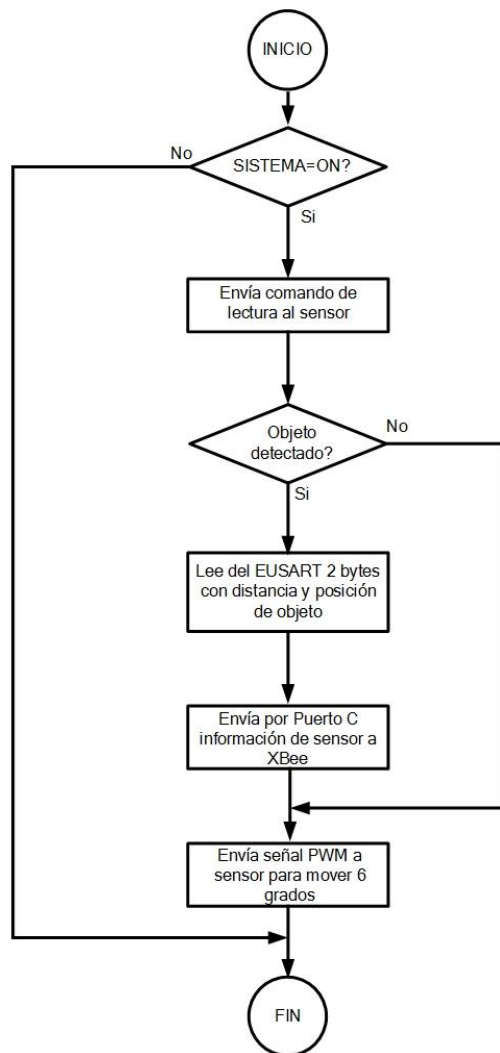 INICIO
No
SISTEMA=ON?
Si
Envía comando de
lectura al sensor
No
Objeto
detectado?
Si
Lee del EUSART 2 bytes
con distancia y posición
de objeto
Envía por Puerto C
información de sensor a
XBee
Envía señal PWM a
sensor para mover 6
grados
FIN